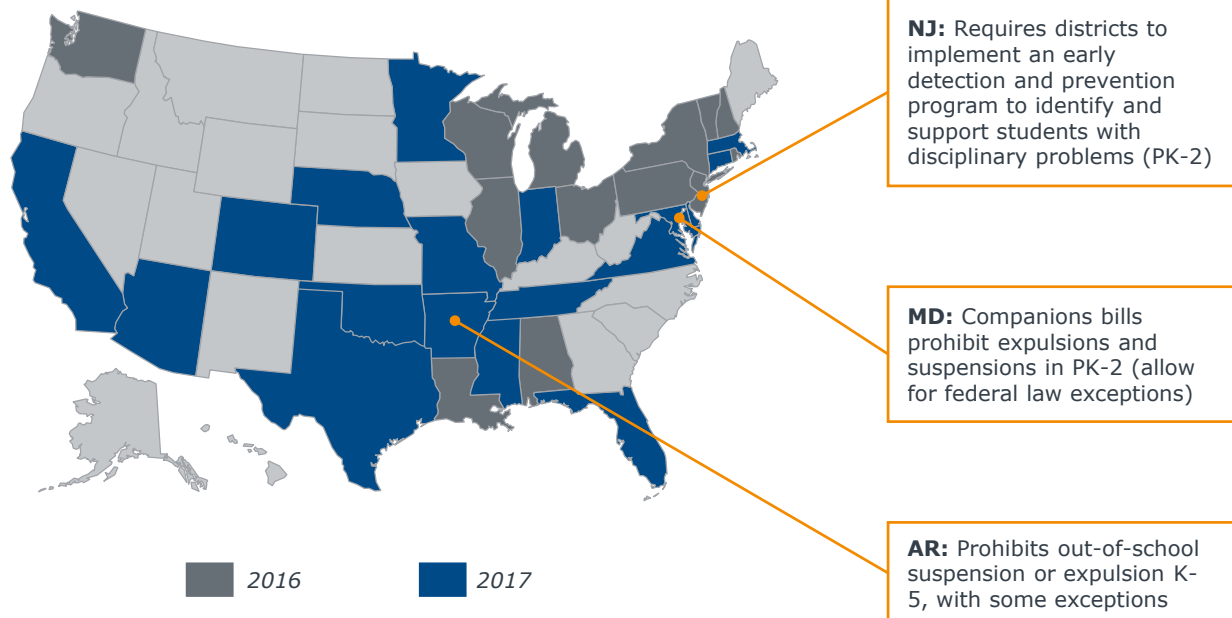 NJ: Requires districts to
implement an early
detection and prevention
program to identify and
support students with
disciplinary problems (PK-2)
MD: Companions bills
prohibit expulsions and
suspensions in PK-2 (allow
for federal law exceptions)
AR: Prohibits out-of-school
suspension or expulsion K-
5, with some exceptions
2016
2017